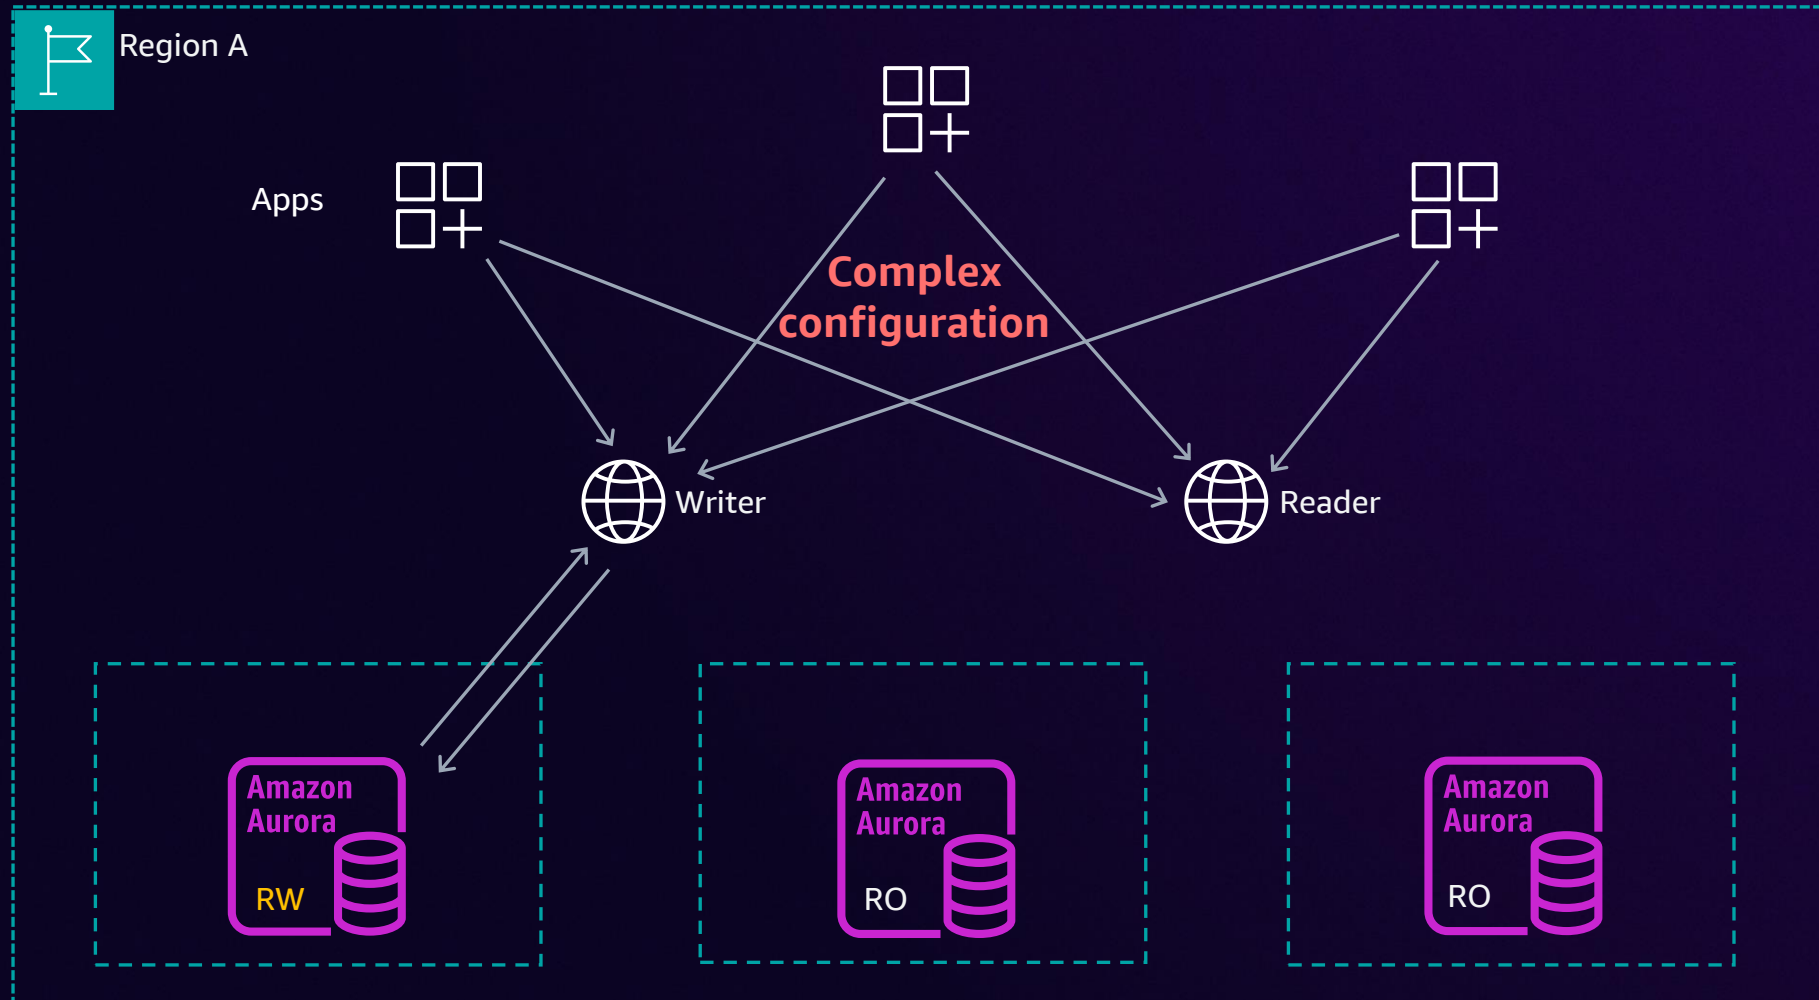 Region A
Apps
Complex
configuration
Writer
Reader
Amazon
Aurora
RW
Amazon
Aurora
RO
Amazon
Aurora
RO